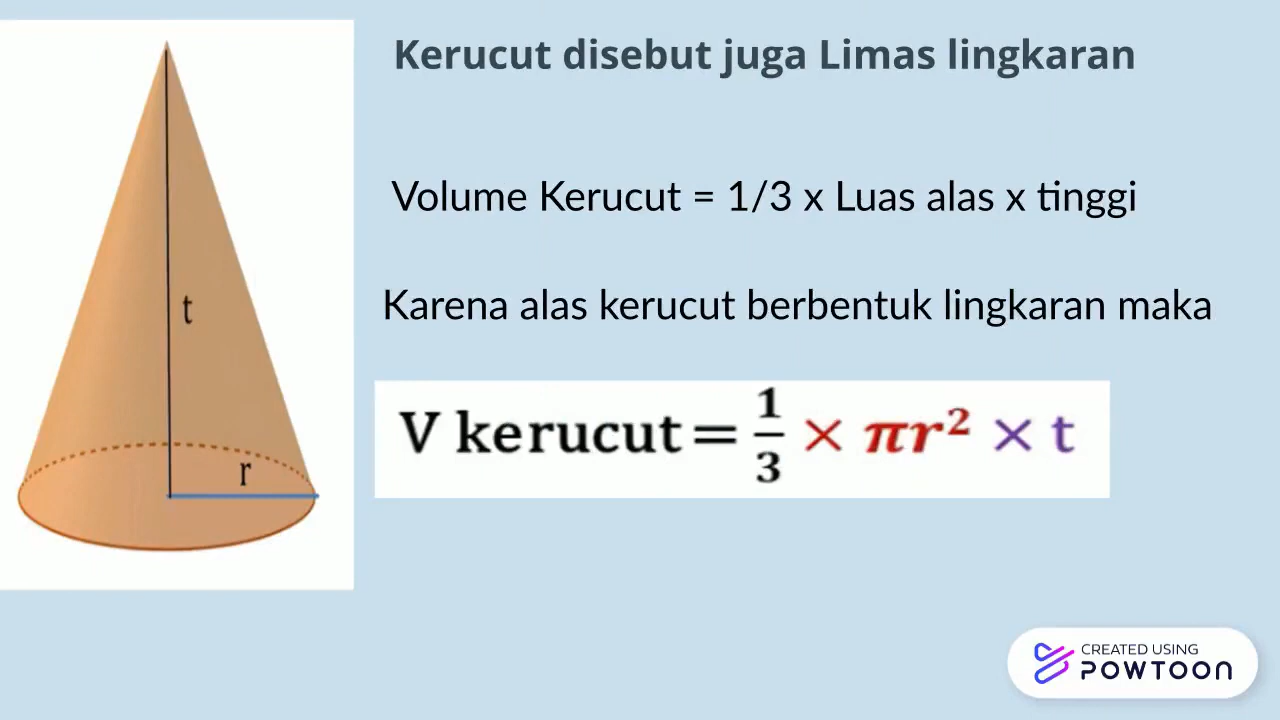 Kerucut disebut juga Limas lingkaran
Volume Kerucut = 1/3 x Luas alas x tinggi
Karena alas kerucut berbentuk lingkaran maka
V kerucut = 1/3 × πr² × t
t
r
CREATED USING
POWTOON